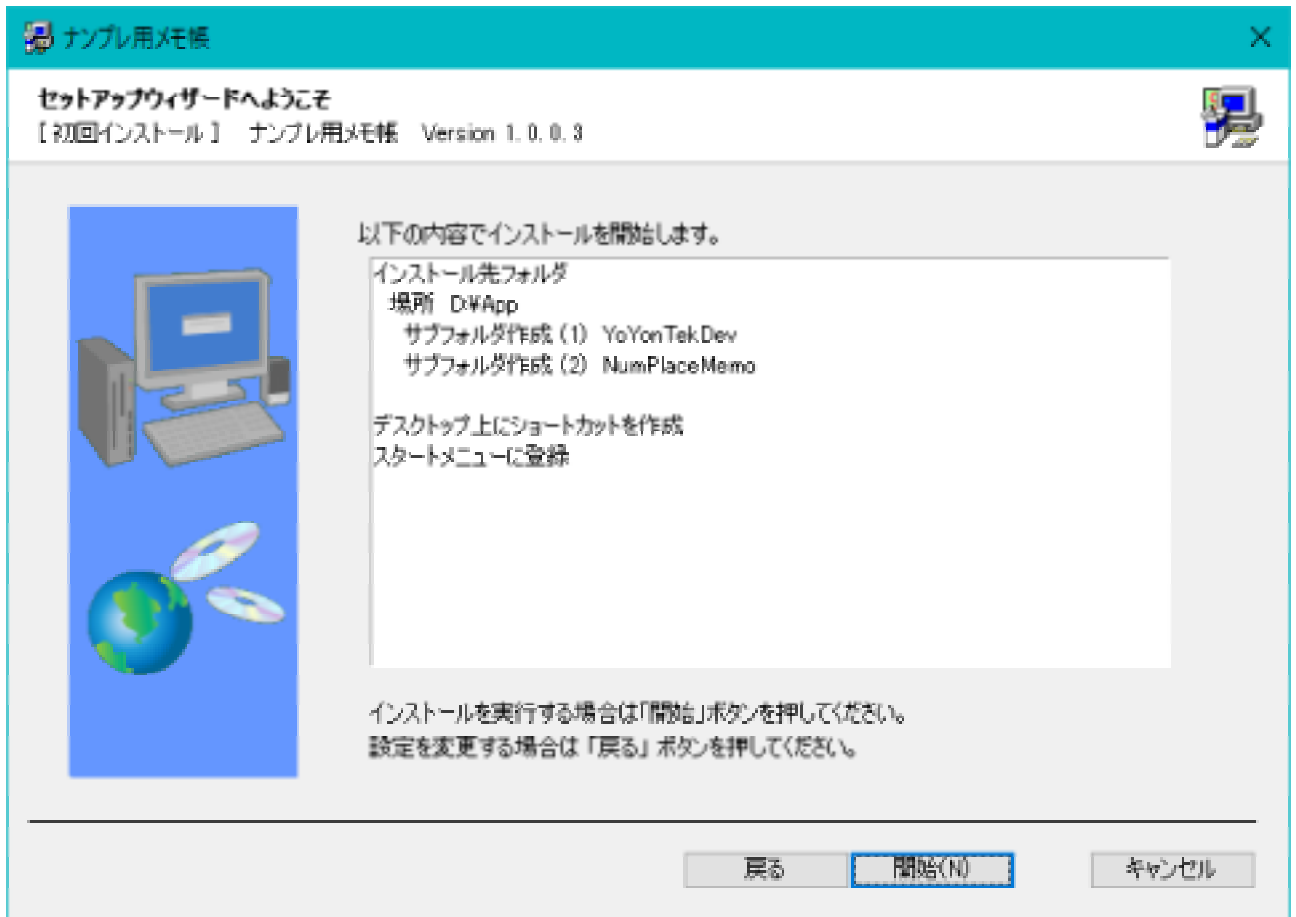 ナンプレ用メモ帳
セットアップウィザードへようこそ
[ 初回インストール ] ナンプレ用メモ帳 Version 1.0.0.3
以下の内容でインストールを開始します。
インストール先フォルダ
場所 D:¥App
サブフォルダ作成 (1) YoYonTekDev
サブフォルダ作成 (2) NumPlaceMemo
デスクトップ上にショートカットを作成
スタートメニューに登録
インストールを実行する場合は「開始」ボタンを押してください。
設定を変更する場合は「戻る」ボタンを押してください。
戻る 開始(N) キャンセル